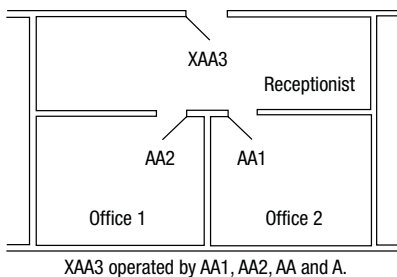 XAA3
Receptionist
AA2
AA1
Office 1
Office 2
XAA3 operated by AA1, AA2, AA and A.